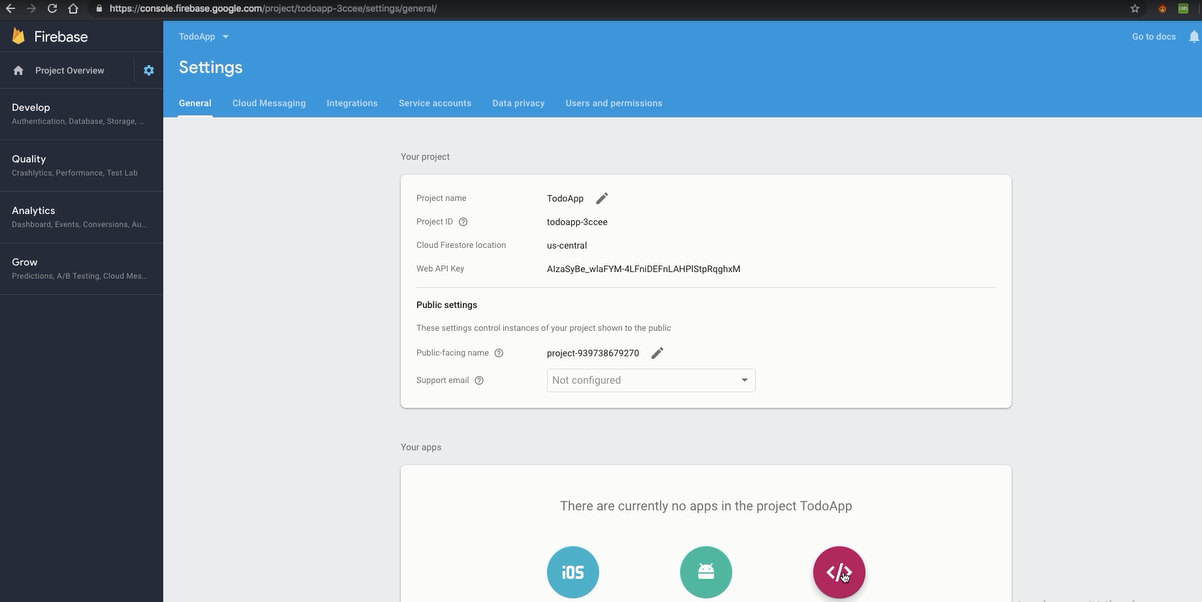 https://console.firebase.google.com/project/todoapp-3ccee/settings/general/
Firebase
TodoApp
Go to docs
Project Overview
Settings
General Cloud Messaging Integrations Service accounts Data privacy Users and permissions
Develop
Authentication, Database, Storage, ...
Quality
Crashlytics, Performance, Test Lab
Analytics
Dashboard, Events, Conversions, Au...
Grow
Predictions, A/B Testing, Cloud Mes...
Your project
Project name TodoApp
Project ID todoapp-3ccee
Cloud Firestore location us-central
Web API Key AIzaSyBe_wlaFYM-4LFniDEFnLAHPlStpRqghxM
Public settings
These settings control instances of your project shown to the public
Public-facing name project-939738679270
Support email Not configured
Your apps
There are currently no apps in the project TodoApp
iOS